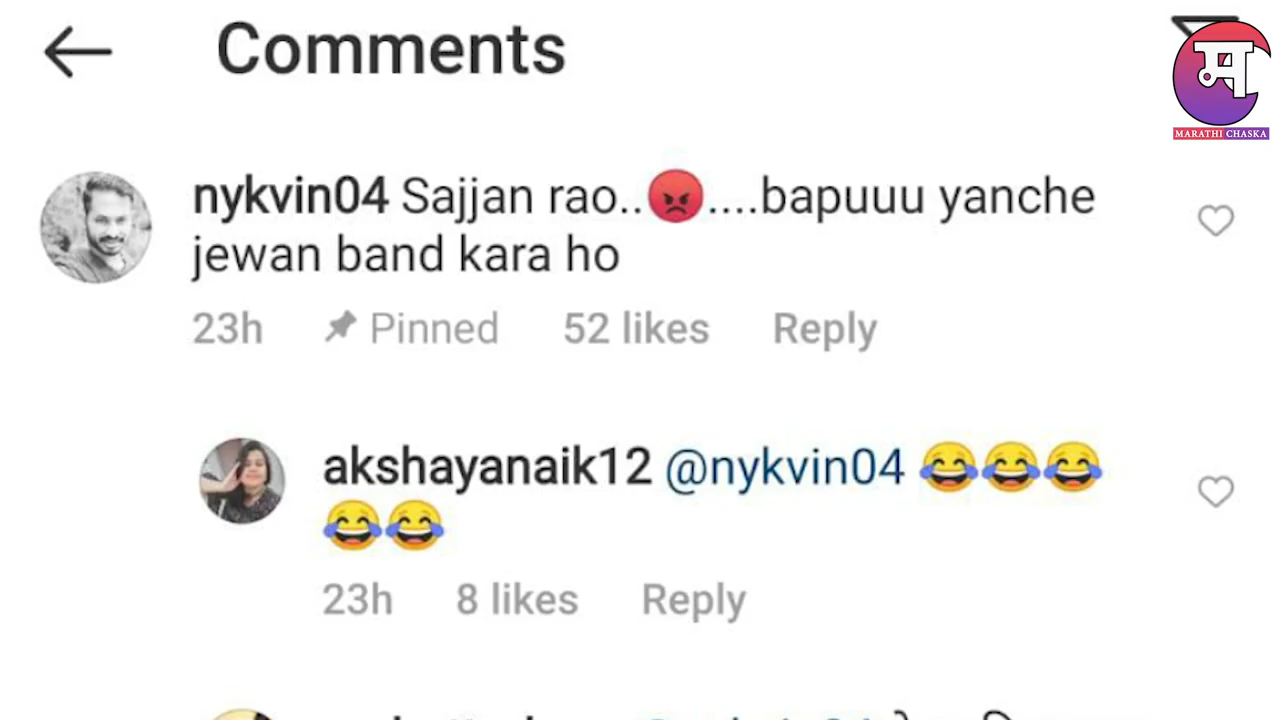 Comments
म
MARATHI CHASKA
nykvin04 Sajjan rao..😡....bapuuu yanche
jewan band kara ho
23h Pinned 52 likes Reply
akshayanaik12 @nykvin04 😂😂😂
😂😂
23h 8 likes Reply